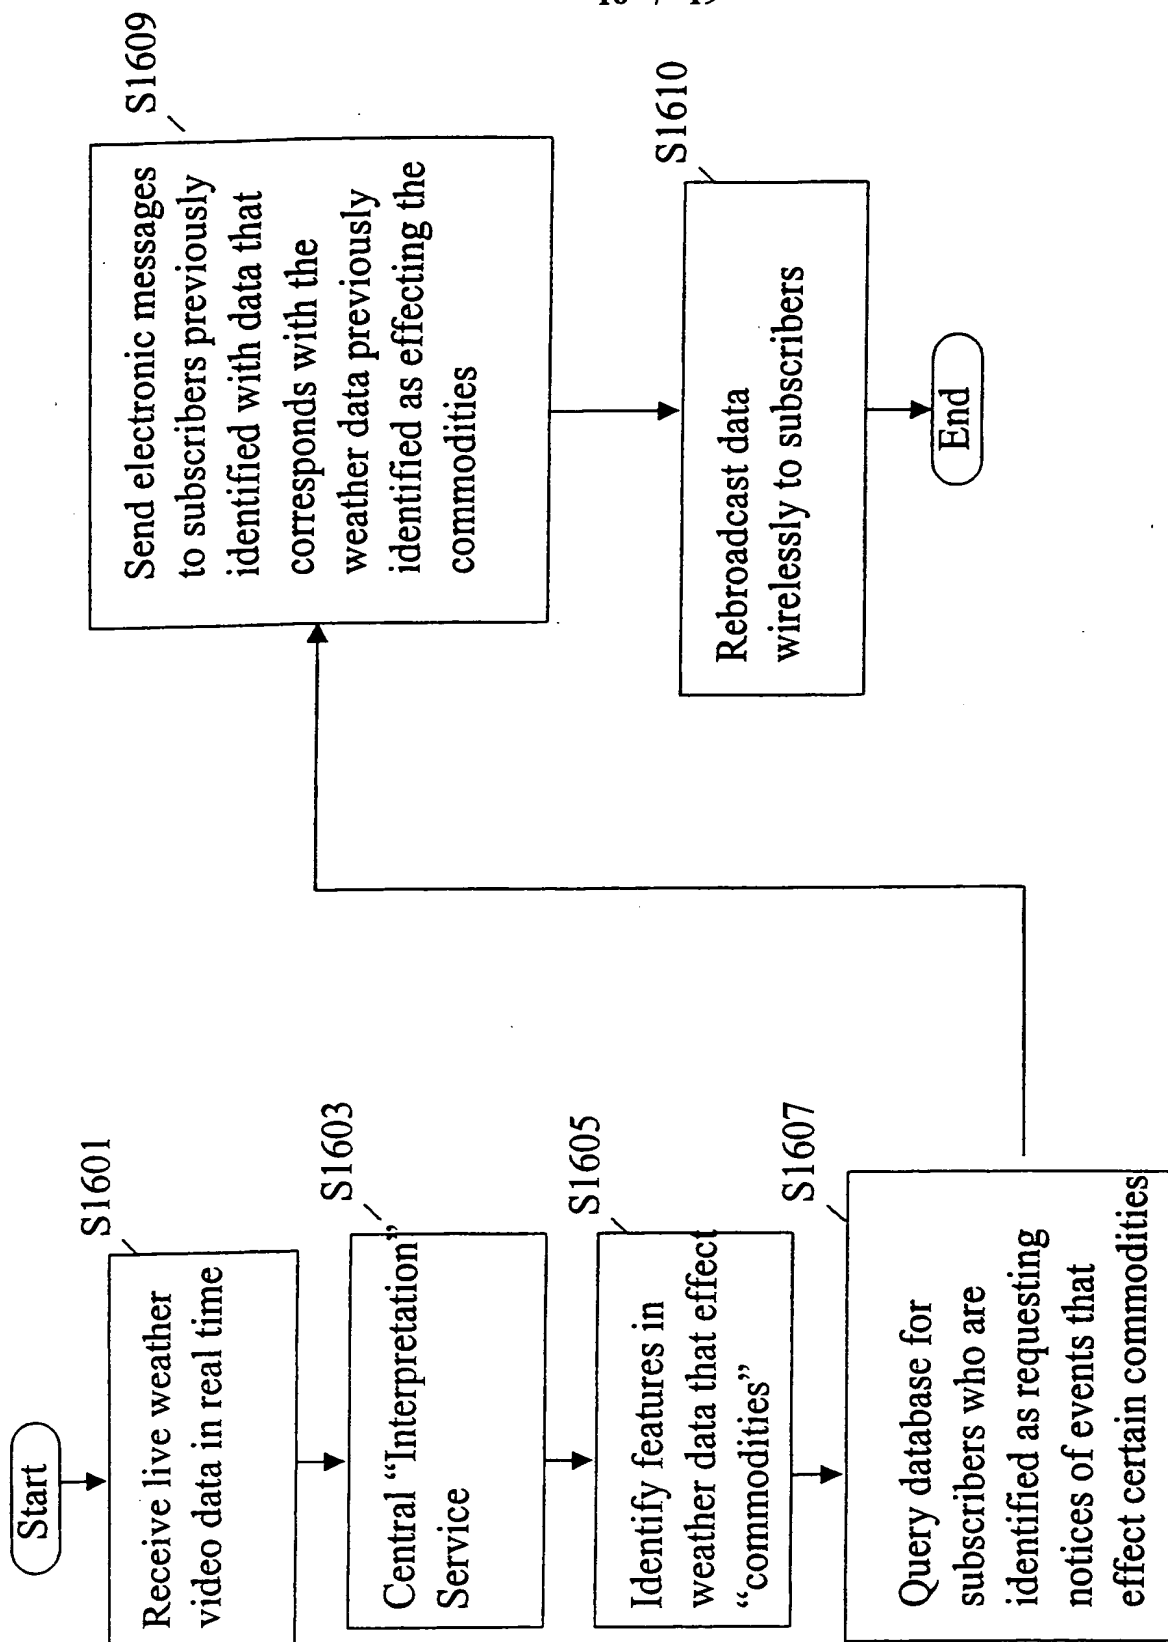 Start
S1601
Receive live weather
video data in real time
S1603
Central “Interpretation”
Service
S1605
Identify features in
weather data that effect
“commodities”
S1607
Query database for
subscribers who are
identified as requesting
notices of events that
effect certain commodities
S1609
Send electronic messages
to subscribers previously
identified with data that
corresponds with the
weather data previously
identified as effecting the
commodities
S1610
Rebroadcast data
wirelessly to subscribers
End